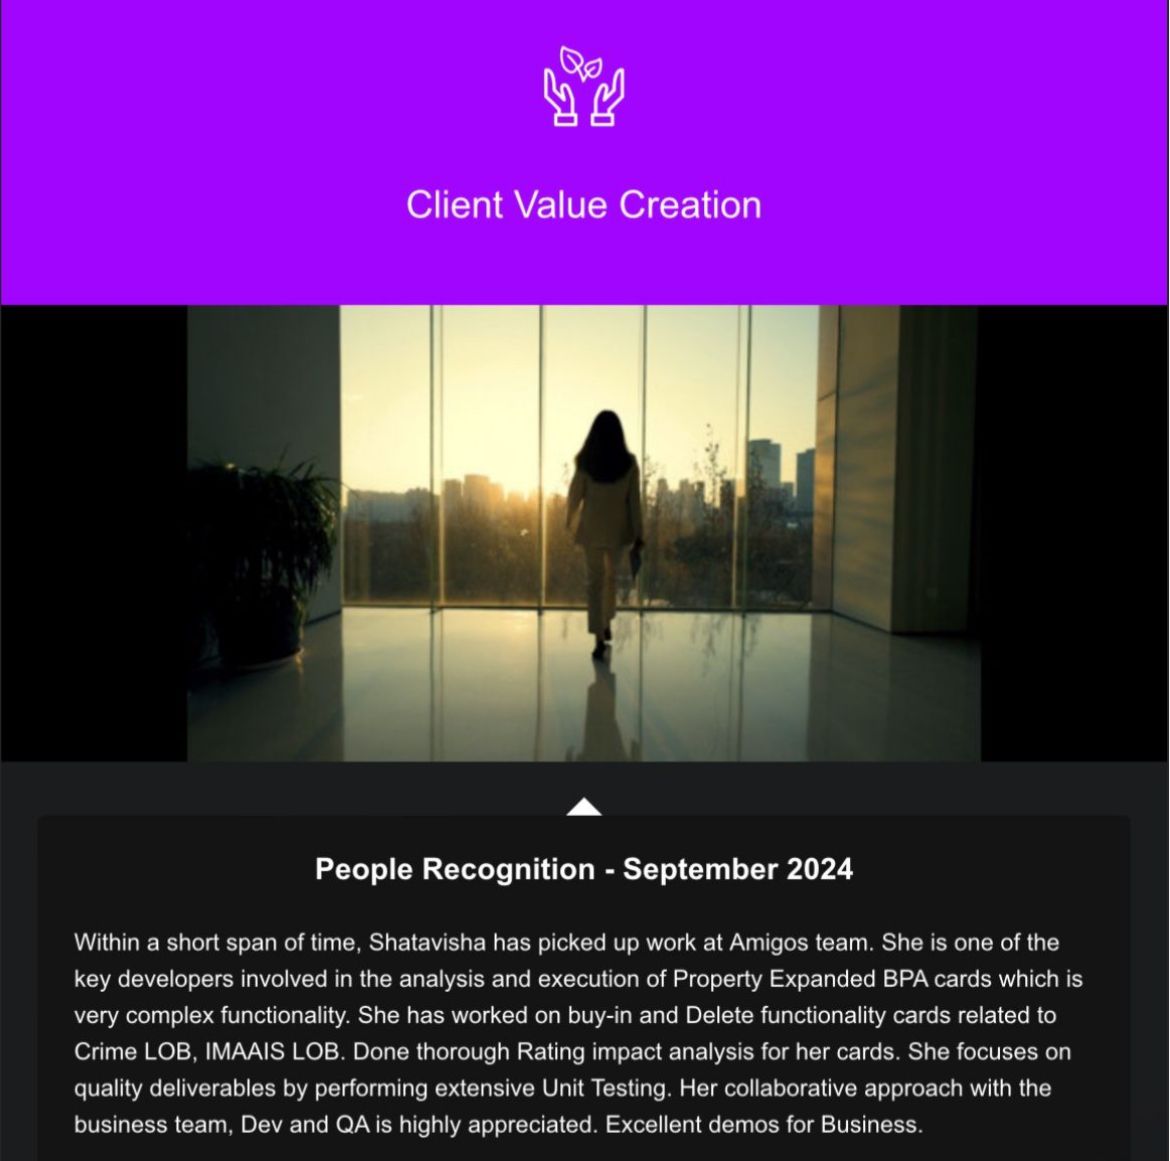 Client Value Creation
People Recognition - September 2024
Within a short span of time, Shatavisha has picked up work at Amigos team. She is one of the
key developers involved in the analysis and execution of Property Expanded BPA cards which is
very complex functionality. She has worked on buy-in and Delete functionality cards related to
Crime LOB, IMAAIS LOB. Done thorough Rating impact analysis for her cards. She focuses on
quality deliverables by performing extensive Unit Testing. Her collaborative approach with the
business team, Dev and QA is highly appreciated. Excellent demos for Business.